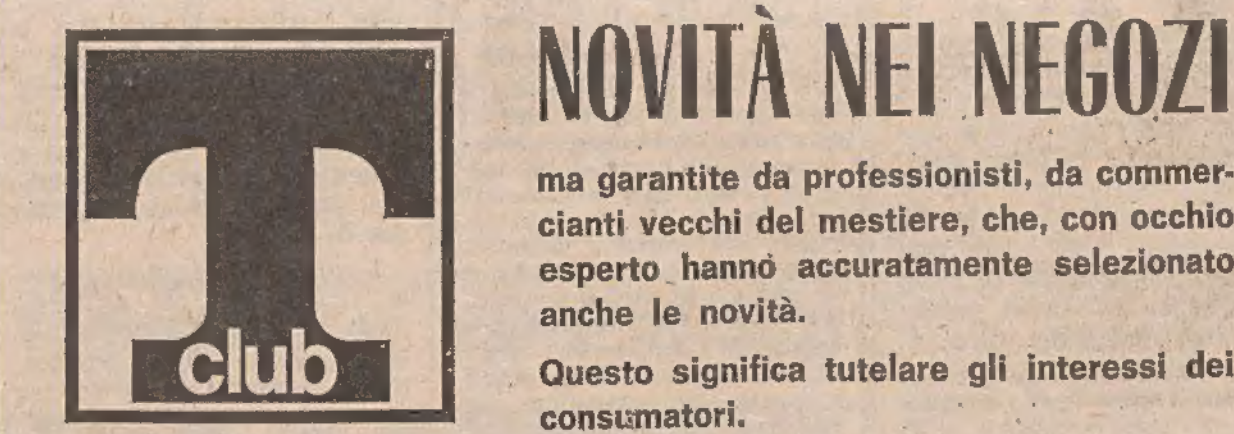 T
club
NOVITÀ NEI NEGOZI
ma garantite da professionisti, da commer-
cianti vecchi del mestiere, che, con occhio
esperto hanno accuratamente selezionato
anche le novità.
Questo significa tutelare gli interessi dei
consumatori.